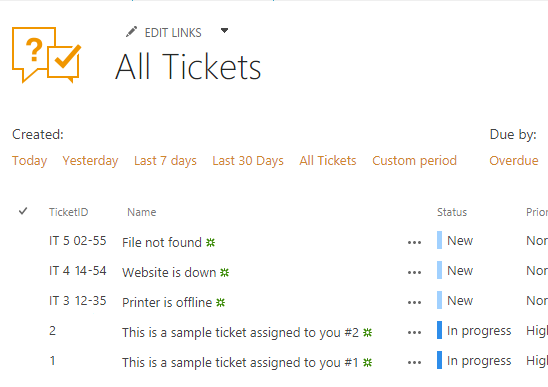 EDIT LINKS
All Tickets
Created: Due by:
Today Yesterday Last 7 days Last 30 Days All Tickets Custom period Overdue
TicketID Name Status Prior
IT 5 02-55 File not found ... New Nor
IT 4 14-54 Website is down ... New Nor
IT 3 12-35 Printer is offline ... New Nor
2 This is a sample ticket assigned to you #2 ... In progress High
1 This is a sample ticket assigned to you #1 ... In progress High